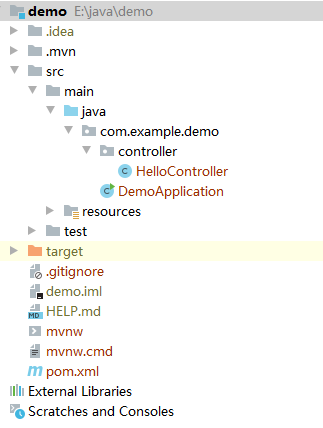 demo E:\java\demo
.idea
.mvn
src
main
java
com.example.demo
controller
HelloController
DemoApplication
resources
test
target
.gitignore
demo.iml
HELP.md
mvnw
mvnw.cmd
pom.xml
External Libraries
Scratches and Consoles